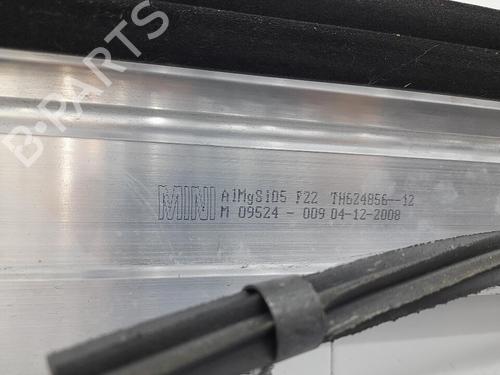 MINI AlMgSi05 F22 TH624856--12
M 09524 - 009 04-12-2008
B-PARTS